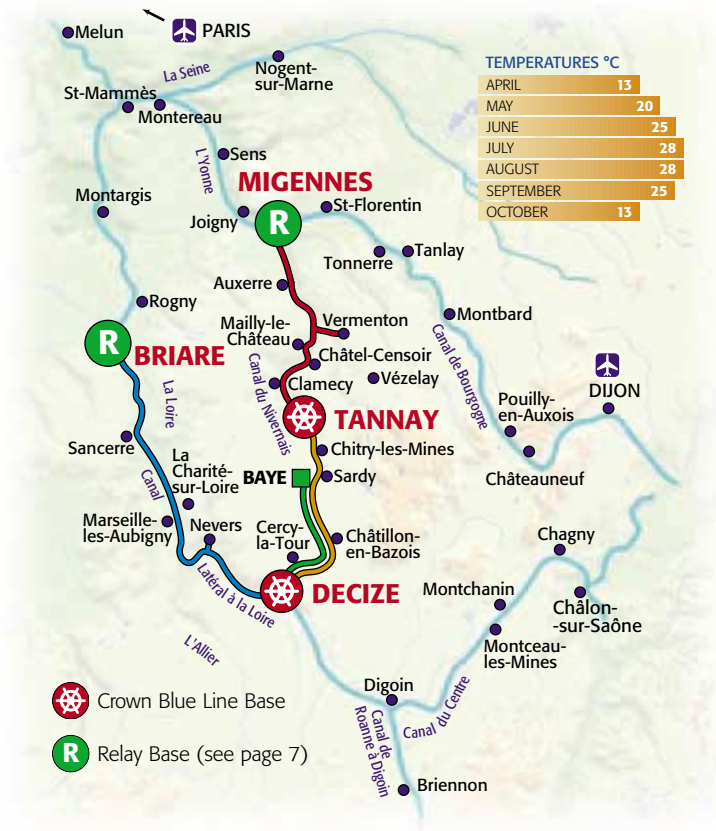 Melun
PARIS
La Seine
Nogent-
sur-Marne
St-Mammès
Montereau
TEMPERATURES °C
APRIL 13
MAY 20
JUNE 25
JULY 28
AUGUST 28
SEPTEMBER 25
OCTOBER 13
L'Yonne
Sens
MIGENNES
Montargis
Joigny
R
St-Florentin
Tonnerre
Tanlay
Auxerre
Rogny
Vermenton
Montbard
Mailly-le-
Château
R
BRIARE
Châtel-Censoir
Canal du Nivernais
Clamecy
Vézelay
Canal de Bourgogne
DIJON
La Loire
Pouilly-
en-Auxois
TANNAY
Sancerre
Chitry-les-Mines
Châteauneuf
La
Charité-
sur-Loire
BAYE
Sardy
Canal
Marseille-
les-Aubigny
Nevers
Cercy-
la-Tour
Châtillon-
en-Bazois
Chagny
Latéral à la Loire
DECIZE
Montchanin
Châlon-
-sur-Saône
L'Allier
Montceau-
les-Mines
Digoin
Crown Blue Line Base
Canal de
Roanne à Digoin
Canal du Centre
R Relay Base (see page 7)
Briennon